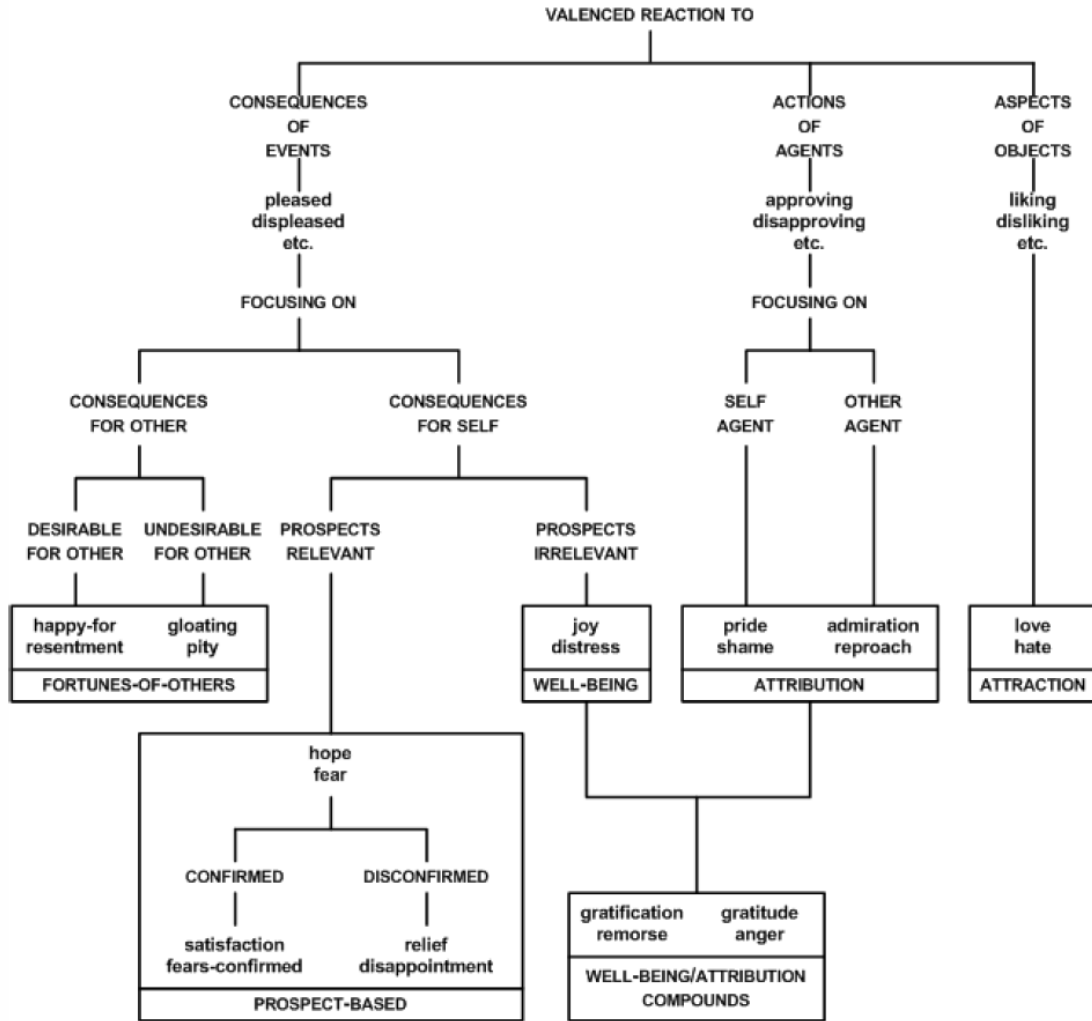 VALENCED REACTION TO
CONSEQUENCES
OF
EVENTS
pleased
displeased
etc.
FOCUSING ON
ACTIONS
OF
AGENTS
approving
disapproving
etc.
FOCUSING ON
ASPECTS
OF
OBJECTS
liking
disliking
etc.
CONSEQUENCES
FOR OTHER
CONSEQUENCES
FOR SELF
SELF
AGENT
OTHER
AGENT
DESIRABLE
FOR OTHER
UNDESIRABLE
FOR OTHER
PROSPECTS
RELEVANT
PROSPECTS
IRRELEVANT
happy-for
resentment
gloating
pity
FORTUNES-OF-OTHERS
joy
distress
WELL-BEING
pride
shame
admiration
reproach
ATTRIBUTION
love
hate
ATTRACTION
hope
fear
CONFIRMED
DISCONFIRMED
satisfaction
fears-confirmed
relief
disappointment
PROSPECT-BASED
gratification
remorse
gratitude
anger
WELL-BEING/ATTRIBUTION
COMPOUNDS